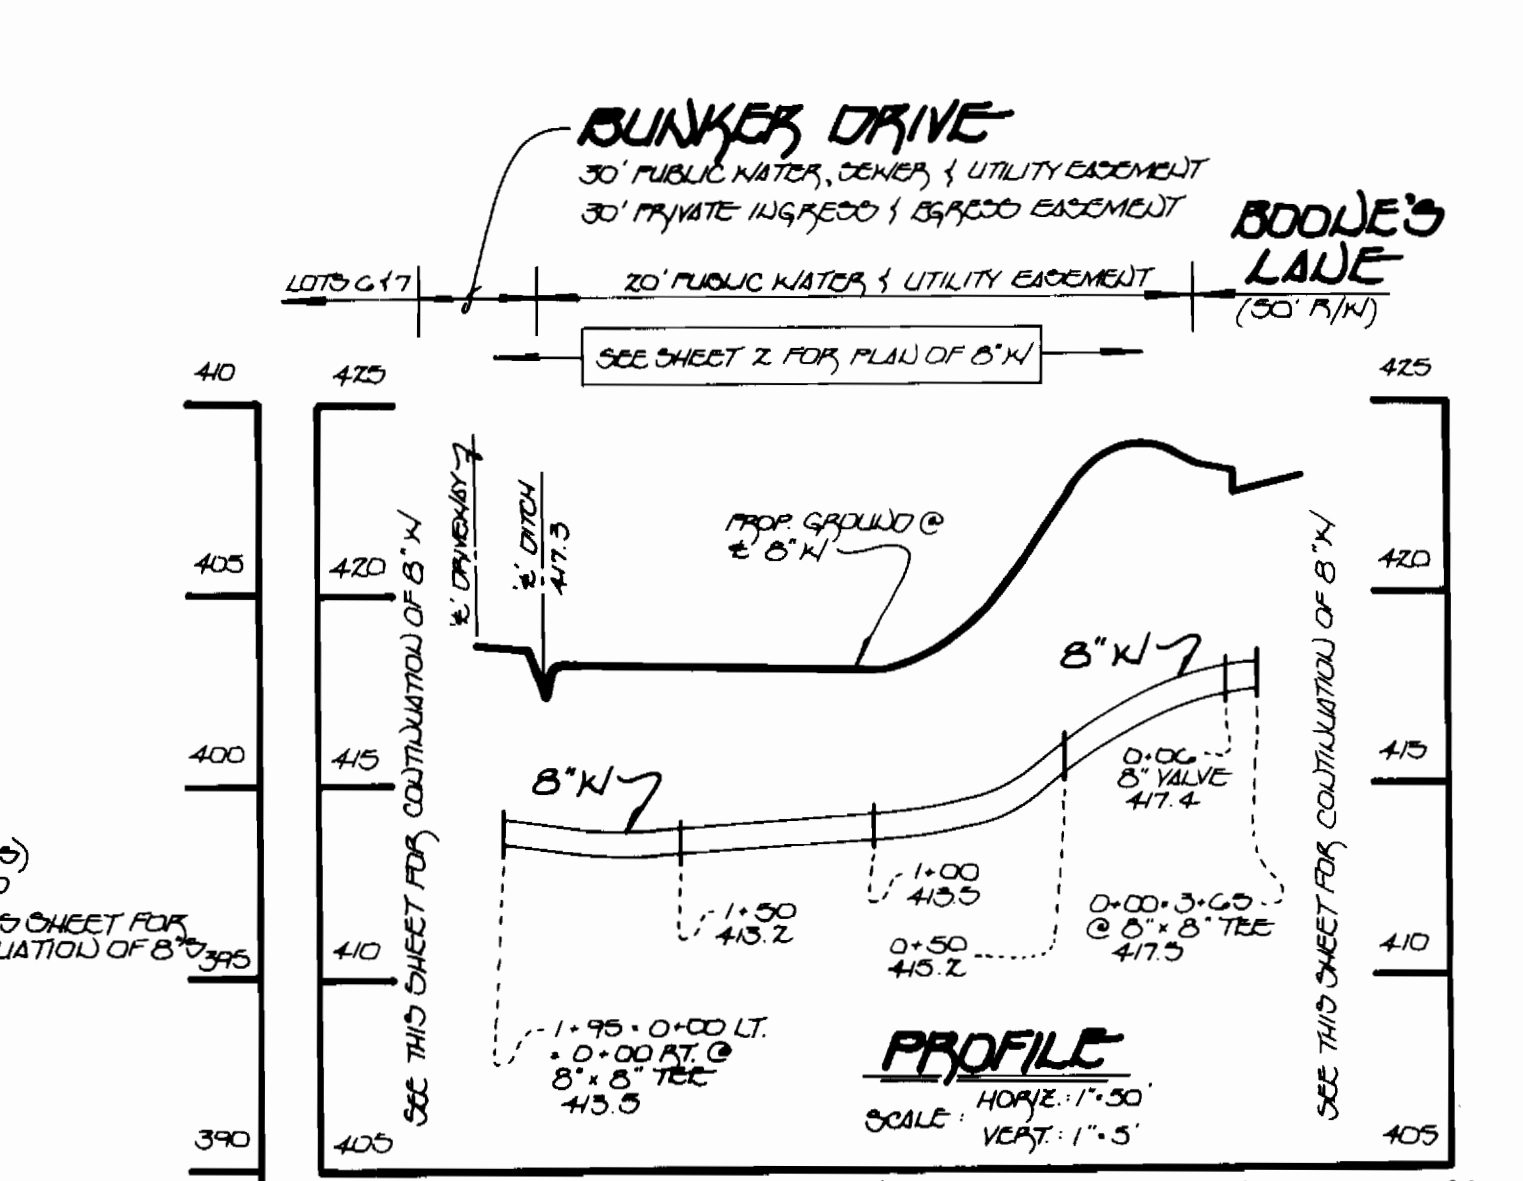 BUNKER DRIVE
30' PUBLIC WATER, SEWER & UTILITY EASEMENT
30' PRIVATE INGRESS & EGRESS EASEMENT
BOONE'S
LANE
(50' R/W)
LOTS 6 & 7
20' PUBLIC WATER & UTILITY EASEMENT
SEE SHEET 2 FOR PLAN OF 8" W
410
425
425
℄ DRIVEWAY
℄ DITCH
417.3
PROP. GROUND @
℄ 8" W
405
420
420
SEE THIS SHEET FOR CONTINUATION OF 8" W
SEE THIS SHEET FOR CONTINUATION OF 8" W
8" W
400
415
415
8" W
0+06
8" VALVE
417.4
1+00
413.5
1+50
413.2
0+50
415.2
0+00=3+65
@ 8" x 8" TEE
417.5
SHEET FOR
OF 8"S
395
410
410
1+95=0+00 LT.
=0+00 RT. @
8" x 8" TEE
413.5
PROFILE
SCALE:
HORIZ.: 1"=50'
VERT.: 1"=5'
390
405
405